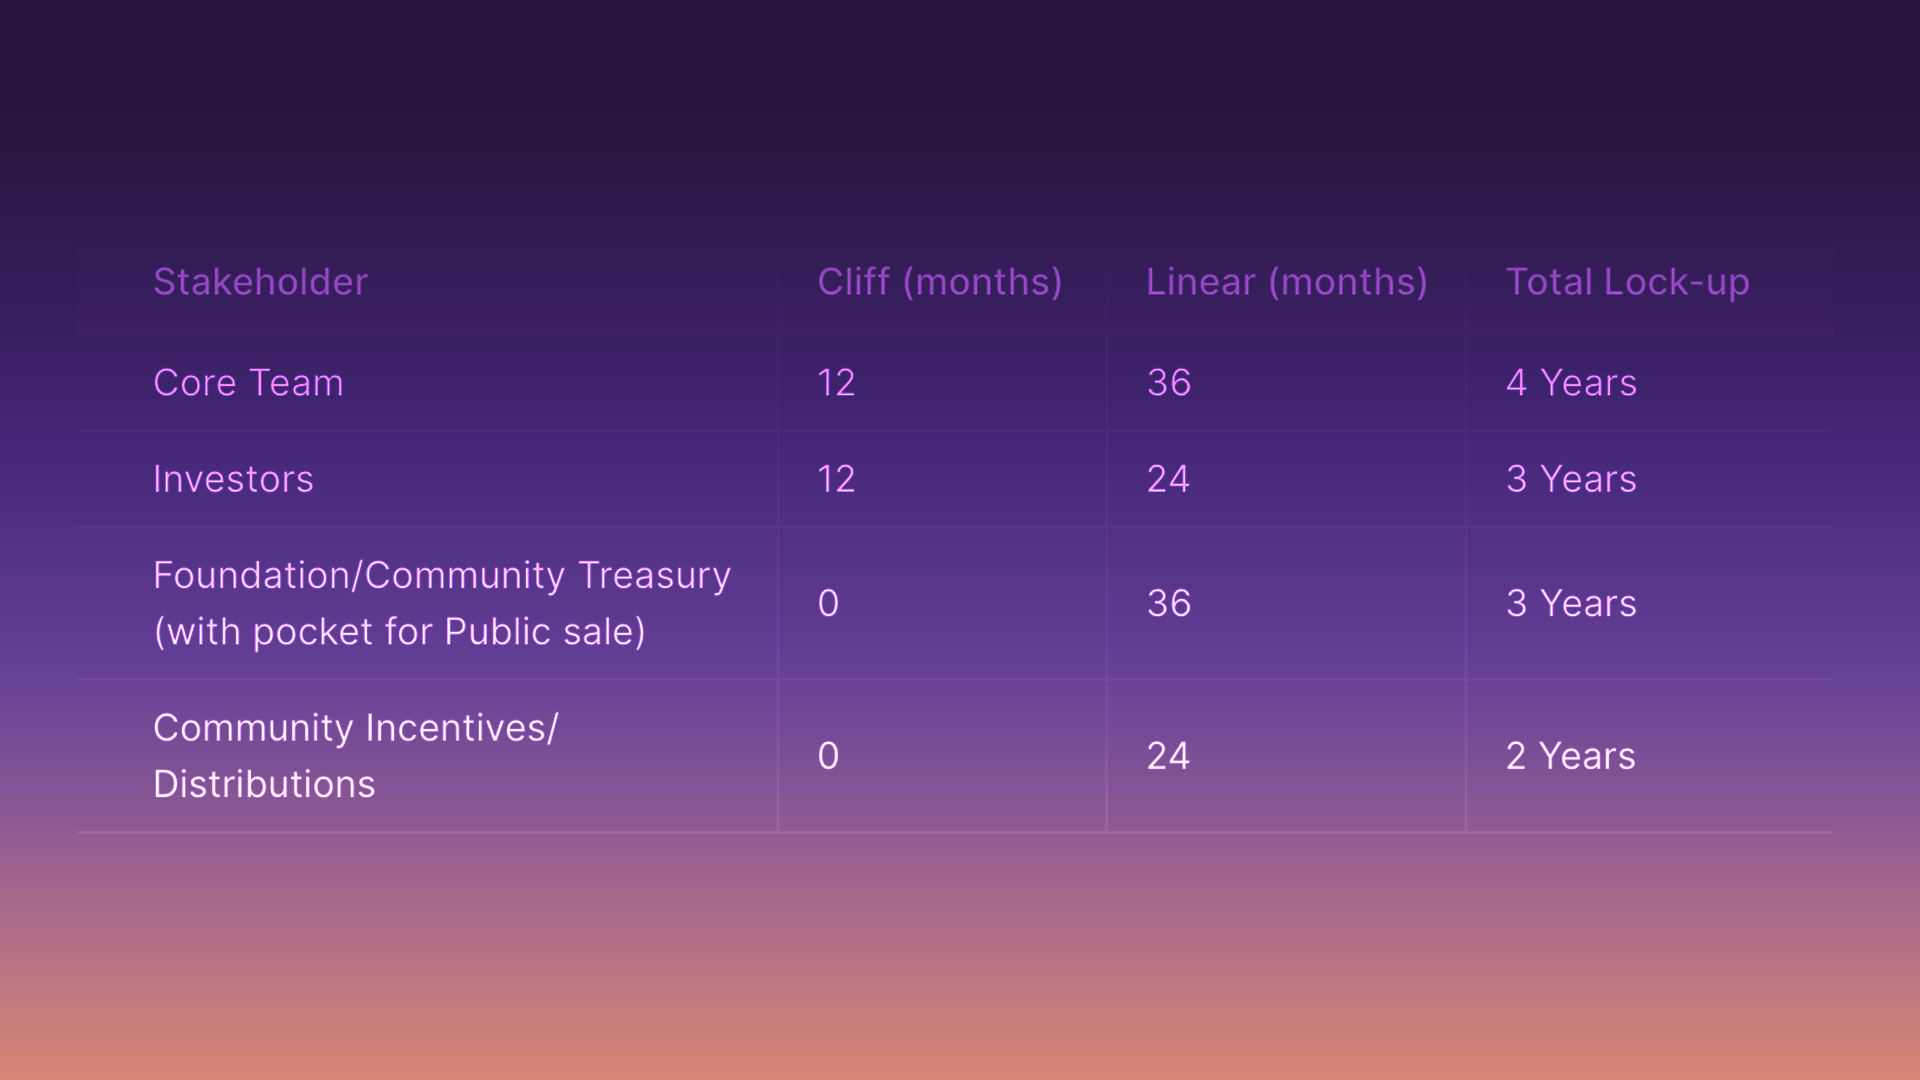 Stakeholder Cliff (months) Linear (months) Total Lock-up
Core Team 12 36 4 Years
Investors 12 24 3 Years
Foundation/Community Treasury
(with pocket for Public sale) 0 36 3 Years
Community Incentives/
Distributions 0 24 2 Years